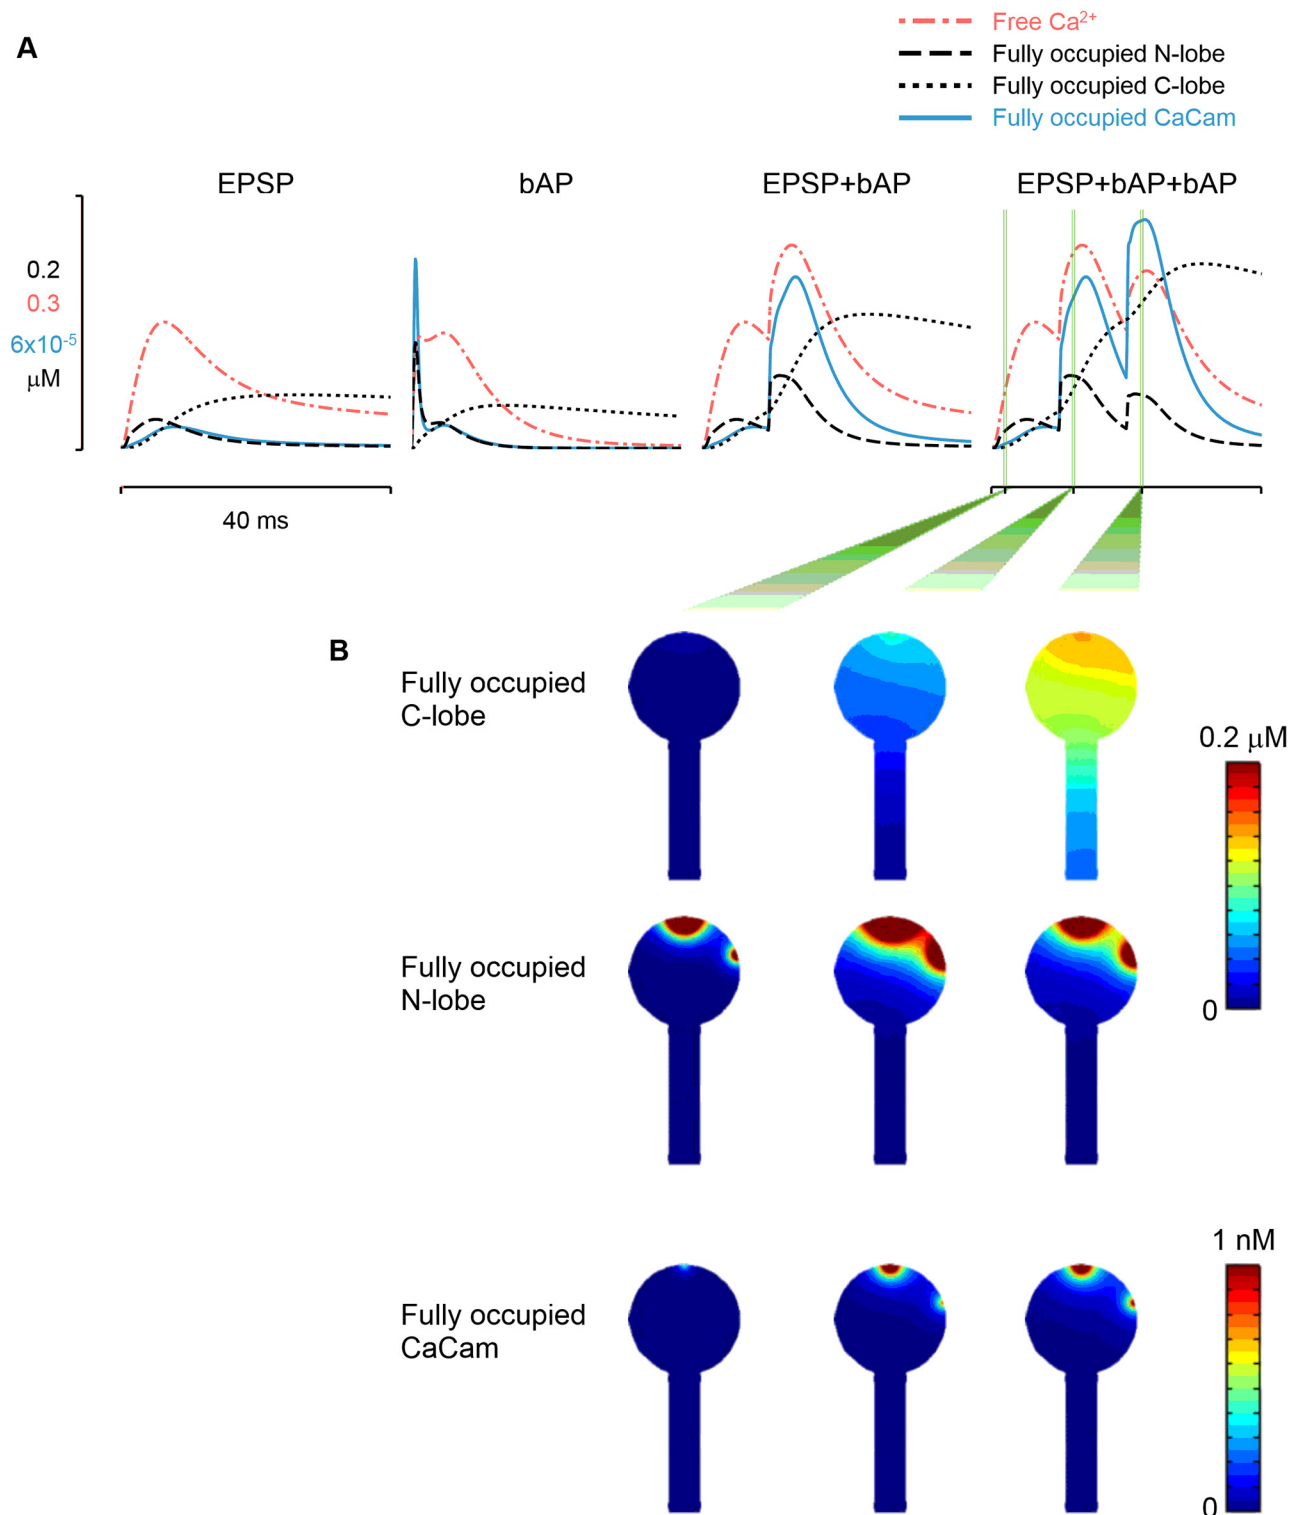 A
Free Ca²⁺
Fully occupied N-lobe
Fully occupied C-lobe
Fully occupied CaCam
EPSP
bAP
EPSP+bAP
EPSP+bAP+bAP
0.2
0.3
6x10⁻⁵
μM
40 ms
B
Fully occupied
C-lobe
0.2 μM
0
Fully occupied
N-lobe
1 nM
0
Fully occupied
CaCam